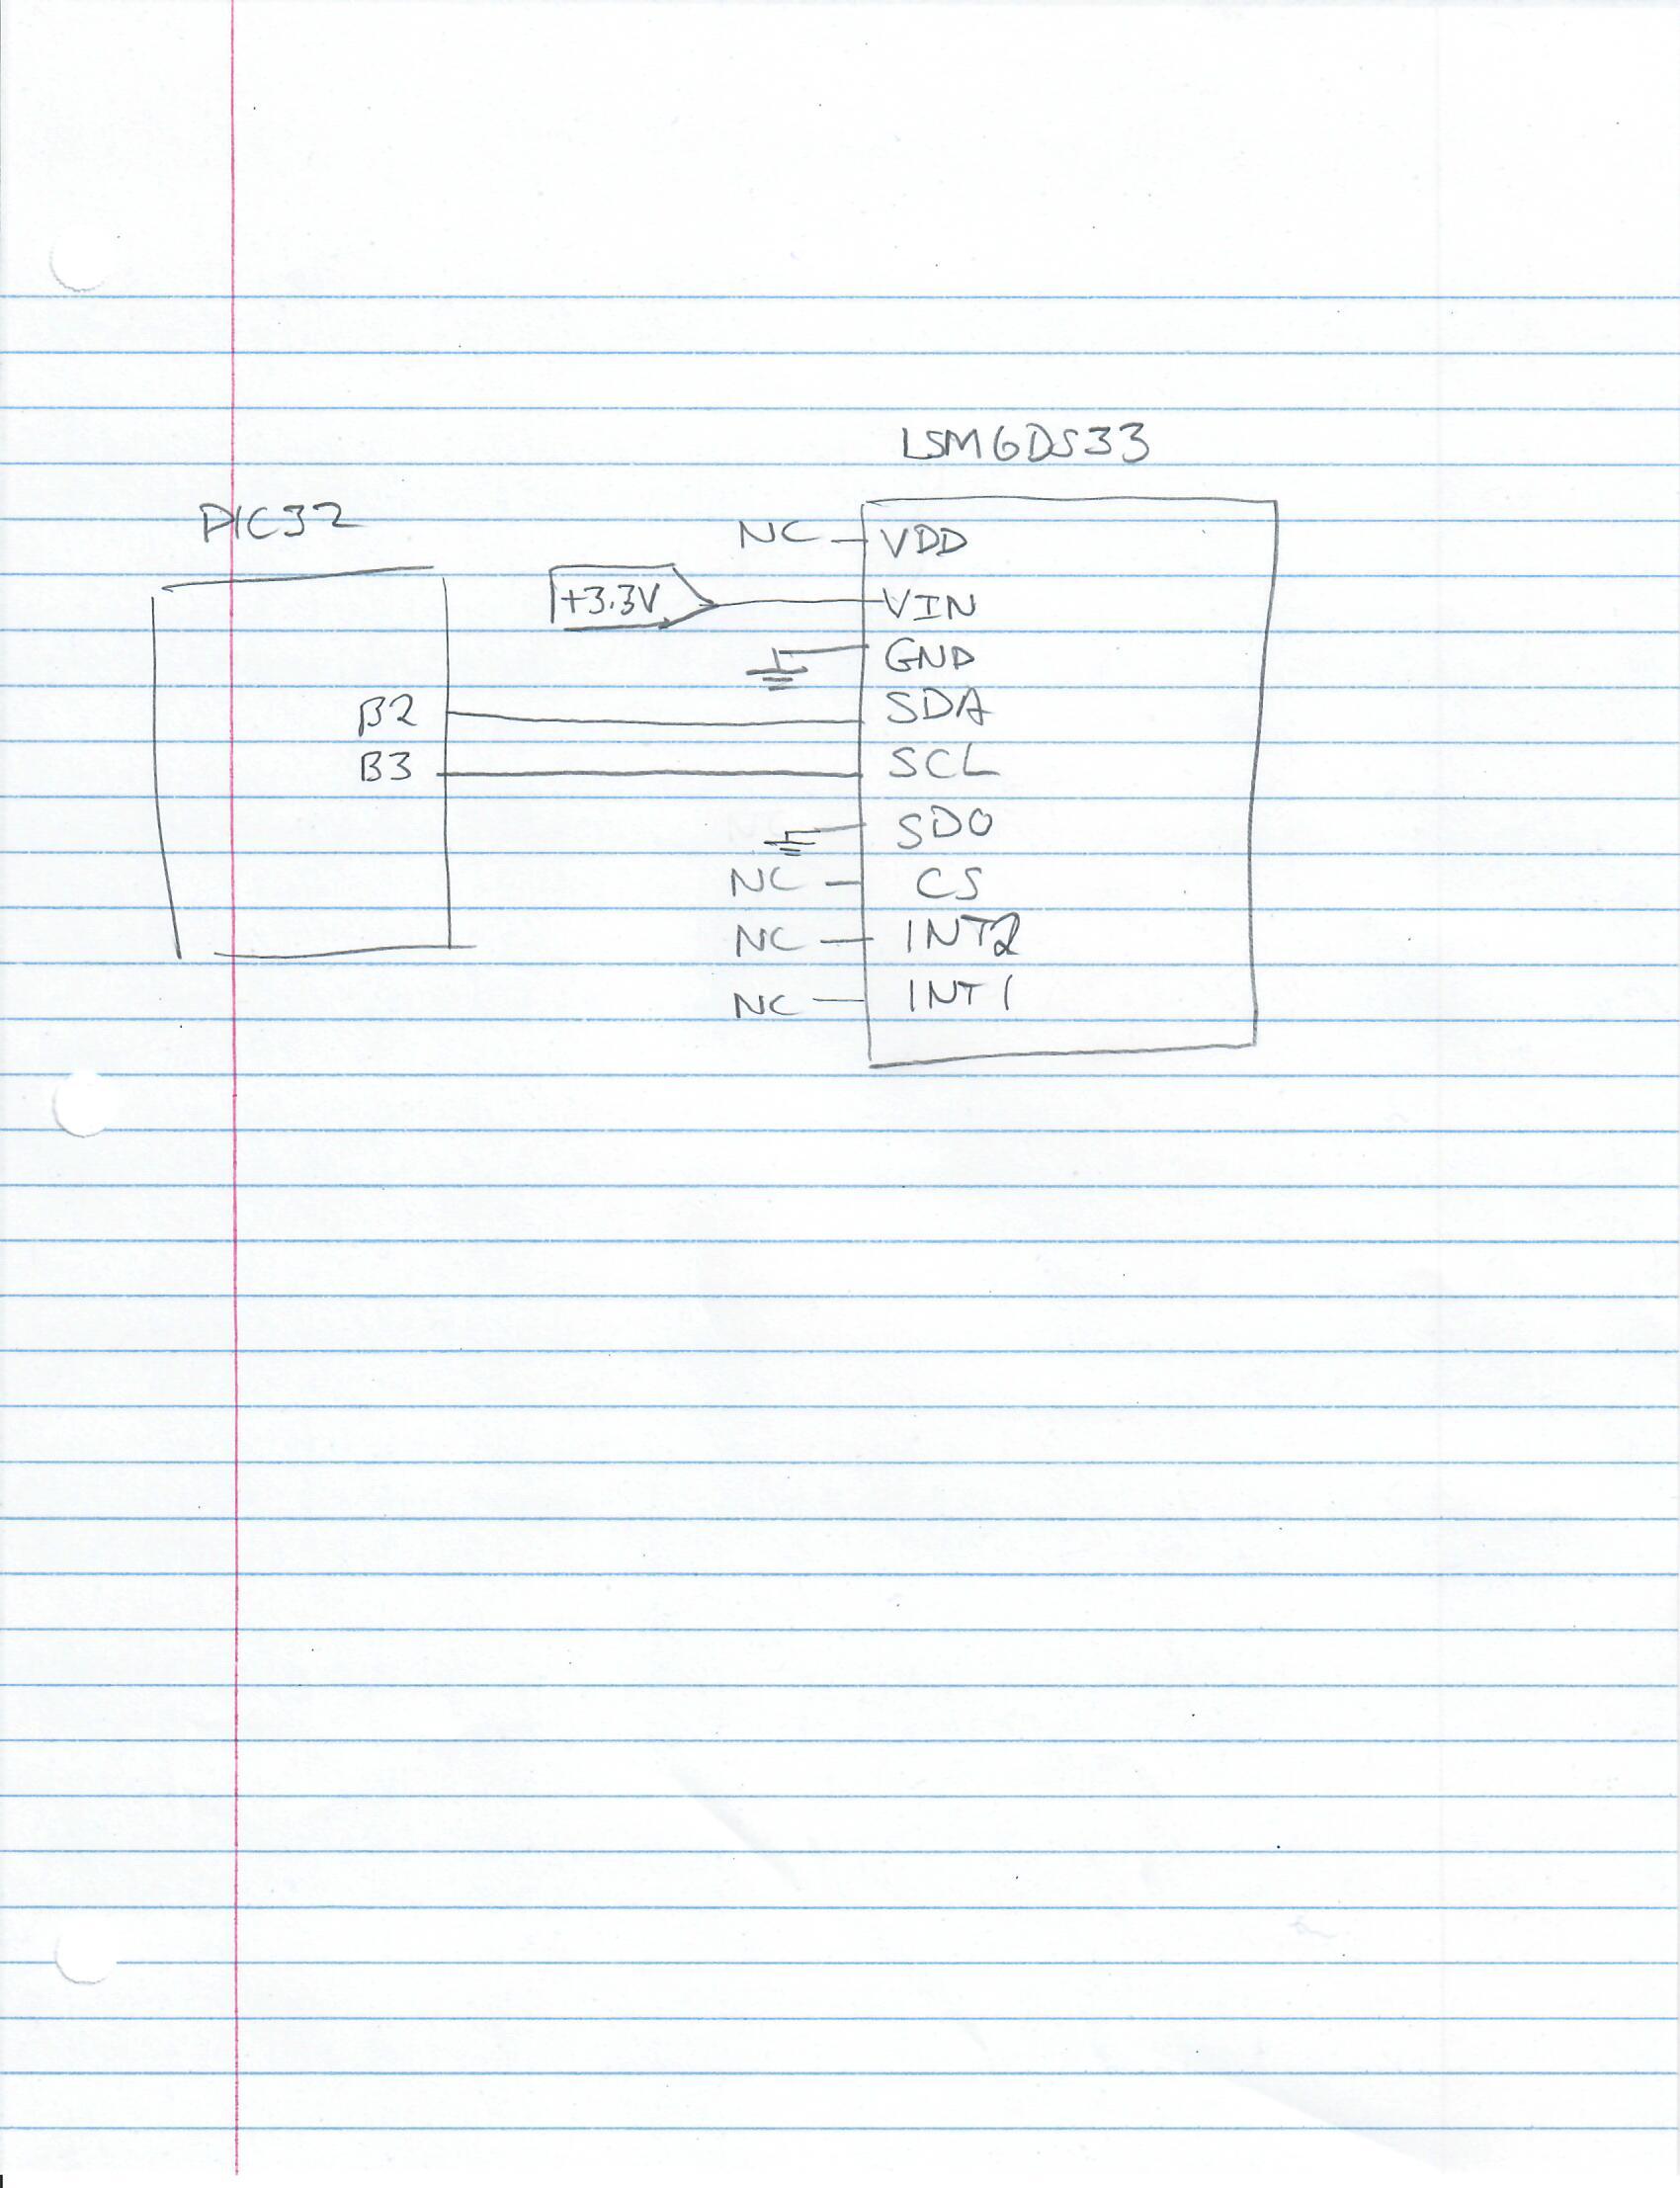 LSM6DS33
PIC32
NC VDD
+3.3V VIN
GND
B2 SDA
B3 SCL
SDO
NC CS
NC INT2
NC INT1